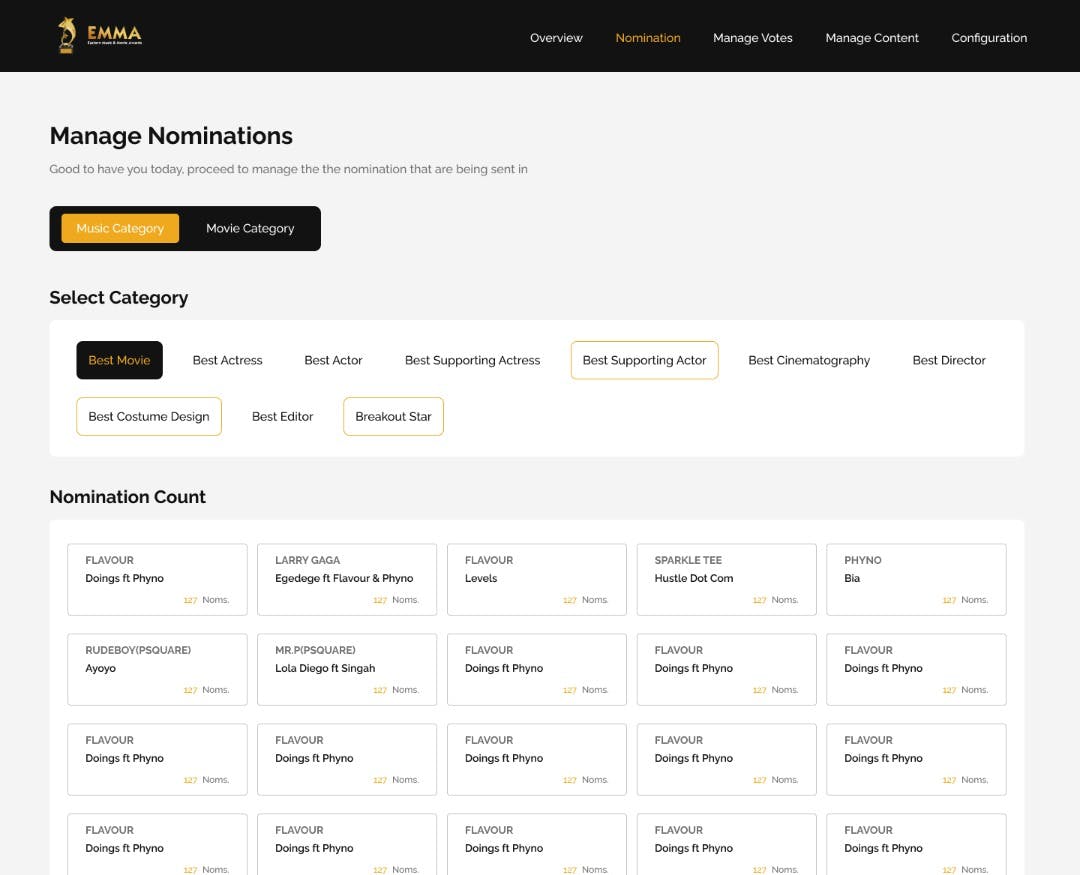 EMMA
Eastern Music & Movie Awards
Overview
Nomination
Manage Votes
Manage Content
Configuration
Manage Nominations
Good to have you today, proceed to manage the the nomination that are being sent in
Music Category
Movie Category
Select Category
Best Movie
Best Actress
Best Actor
Best Supporting Actress
Best Supporting Actor
Best Cinematography
Best Director
Best Costume Design
Best Editor
Breakout Star
Nomination Count
FLAVOUR
Doings ft Phyno
127 Noms.
LARRY GAGA
Egedege ft Flavour & Phyno
127 Noms.
FLAVOUR
Levels
127 Noms.
SPARKLE TEE
Hustle Dot Com
127 Noms.
PHYNO
Bia
127 Noms.
RUDEBOY(PSQUARE)
Ayoyo
127 Noms.
MR.P(PSQUARE)
Lola Diego ft Singah
127 Noms.
FLAVOUR
Doings ft Phyno
127 Noms.
FLAVOUR
Doings ft Phyno
127 Noms.
FLAVOUR
Doings ft Phyno
127 Noms.
FLAVOUR
Doings ft Phyno
127 Noms.
FLAVOUR
Doings ft Phyno
127 Noms.
FLAVOUR
Doings ft Phyno
127 Noms.
FLAVOUR
Doings ft Phyno
127 Noms.
FLAVOUR
Doings ft Phyno
127 Noms.
FLAVOUR
Doings ft Phyno
127 Noms.
FLAVOUR
Doings ft Phyno
127 Noms.
FLAVOUR
Doings ft Phyno
127 Noms.
FLAVOUR
Doings ft Phyno
127 Noms.
FLAVOUR
Doings ft Phyno
127 Noms.